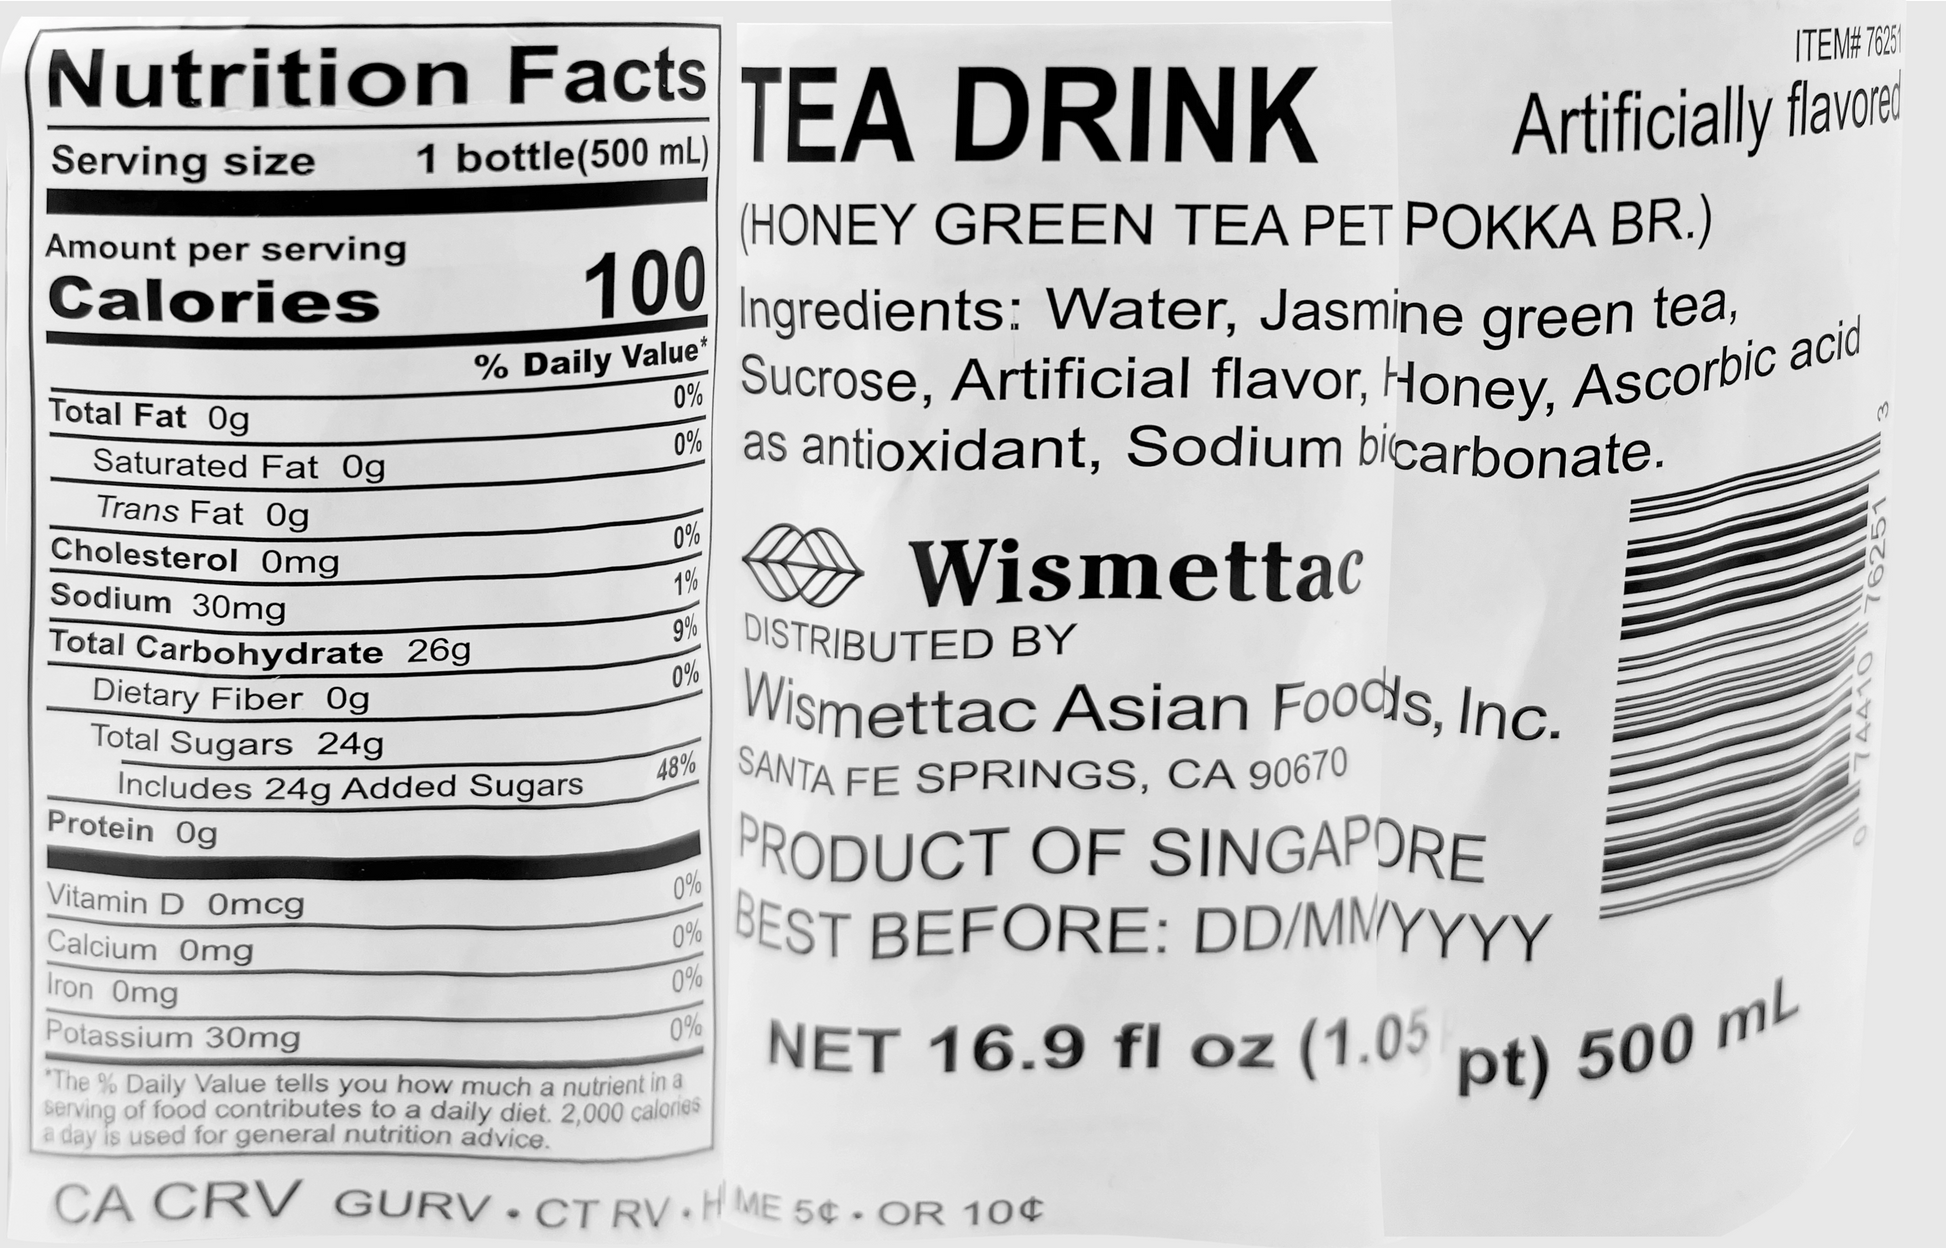 Nutrition Facts
Serving size 1 bottle(500 mL)
Amount per serving
Calories 100
% Daily Value*
Total Fat 0g 0%
Saturated Fat 0g 0%
Trans Fat 0g
Cholesterol 0mg 0%
Sodium 30mg 1%
Total Carbohydrate 26g 9%
Dietary Fiber 0g 0%
Total Sugars 24g
Includes 24g Added Sugars 48%
Protein 0g
Vitamin D 0mcg 0%
Calcium 0mg 0%
Iron 0mg 0%
Potassium 30mg 0%
*The % Daily Value tells you how much a nutrient in a
serving of food contributes to a daily diet. 2,000 calories
a day is used for general nutrition advice.
CA CRV GURV • CT RV • H ME 5¢ • OR 10¢
ITEM# 76251
TEA DRINK
Artificially flavored
(HONEY GREEN TEA PET POKKA BR.)
Ingredients: Water, Jasmine green tea,
Sucrose, Artificial flavor, Honey, Ascorbic acid
as antioxidant, Sodium bicarbonate.
Wismettac
DISTRIBUTED BY
Wismettac Asian Foods, Inc.
SANTA FE SPRINGS, CA 90670
PRODUCT OF SINGAPORE
BEST BEFORE: DD/MM/YYYY
NET 16.9 fl oz (1.05 pt) 500 mL
0 74410 76251 3